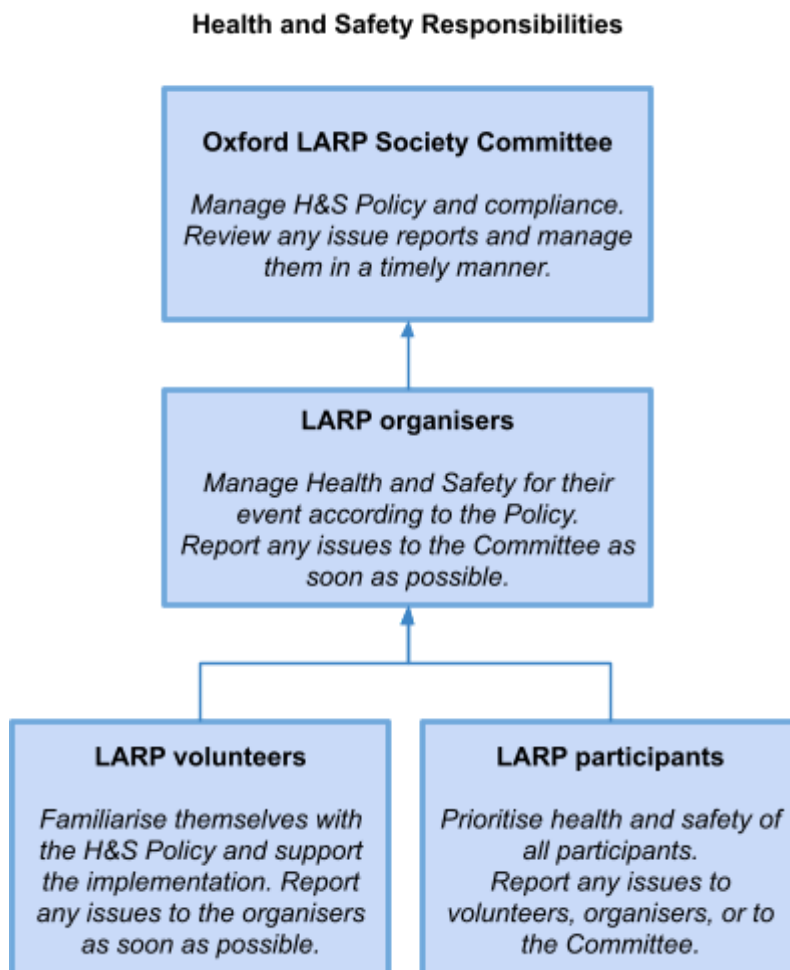 Health and Safety Responsibilities
Oxford LARP Society Committee
Manage H&S Policy and compliance.
Review any issue reports and manage
them in a timely manner.
LARP organisers
Manage Health and Safety for their
event according to the Policy.
Report any issues to the Committee as
soon as possible.
LARP volunteers
Familiarise themselves with
the H&S Policy and support
the implementation. Report
any issues to the organisers
as soon as possible.
LARP participants
Prioritise health and safety of
all participants.
Report any issues to
volunteers, organisers, or to
the Committee.